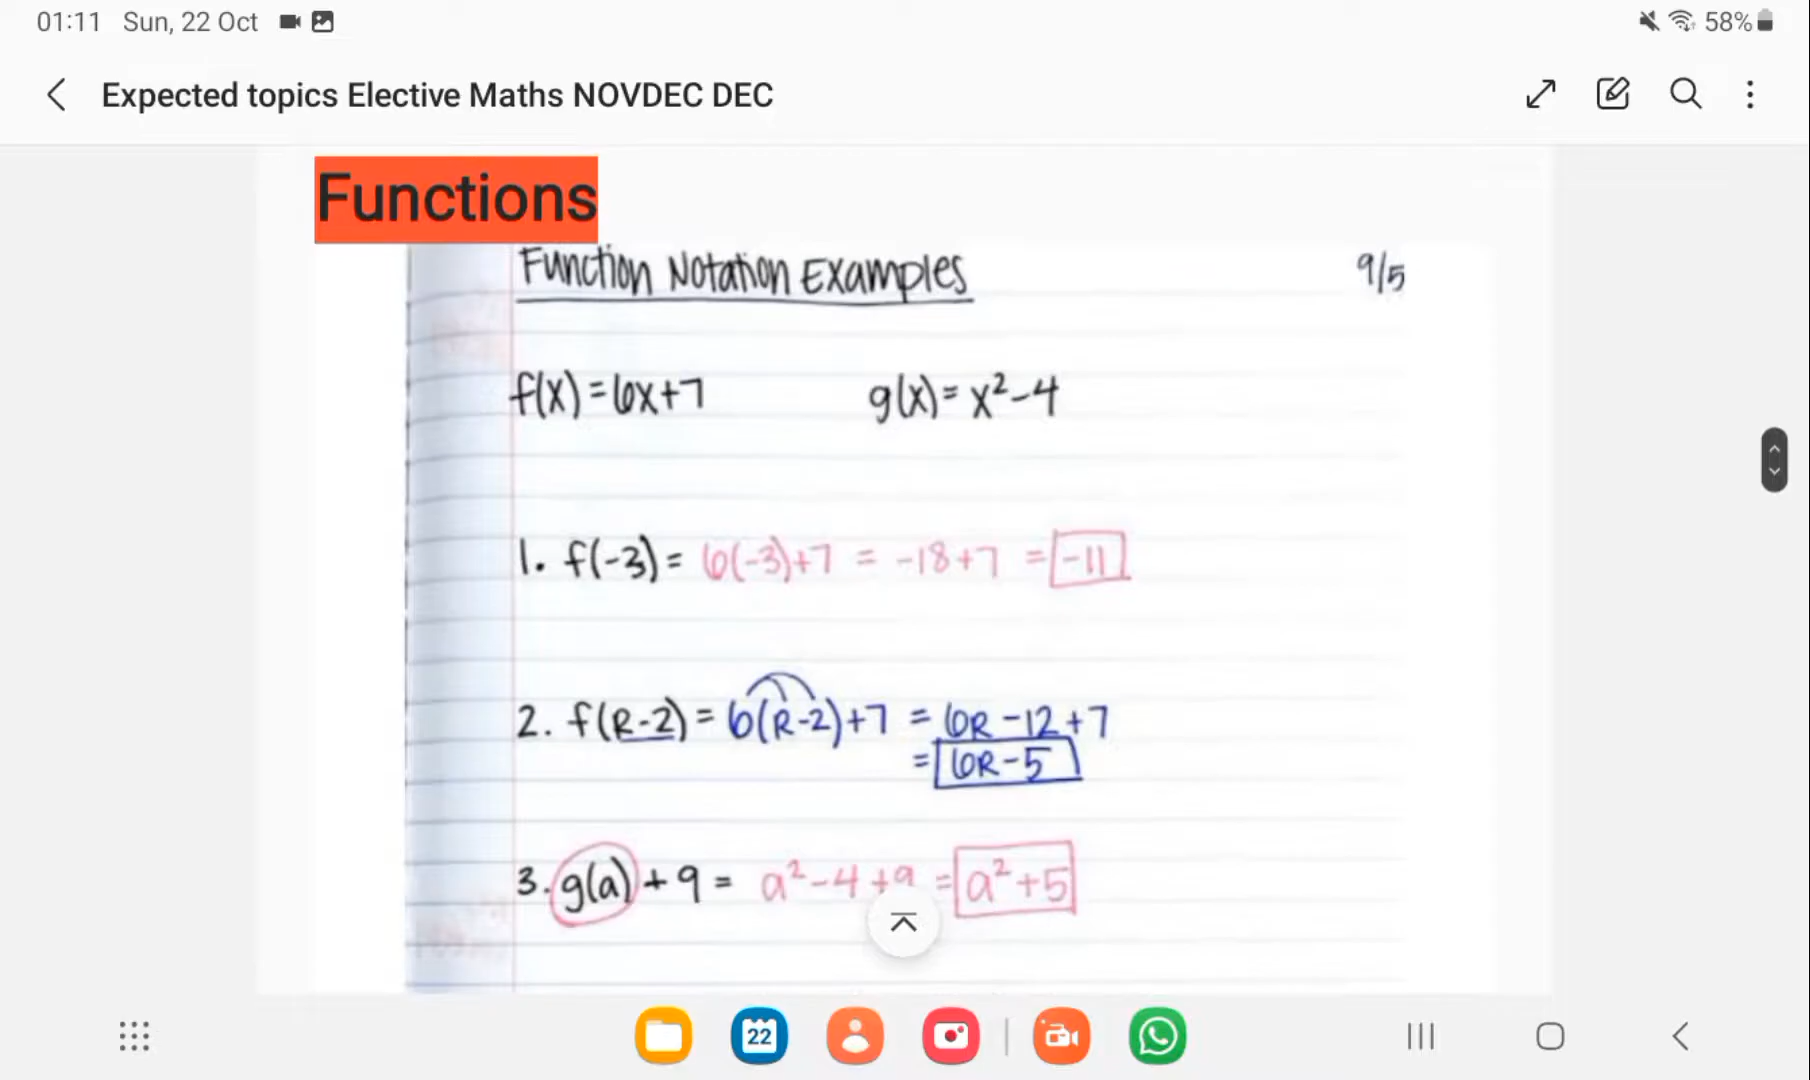 01:11 Sun, 22 Oct 58%
Expected topics Elective Maths NOVDEC DEC
Functions
Function Notation Examples 9/5
f(x) = 6x+7 g(x) = x²-4
1. f(-3) = 6(-3)+7 = -18+7 = -11
2. f(R-2) = 6(R-2)+7 = 6R-12+7
= 6R-5
3. g(a)+9 = a²-4+9 = a²+5
22